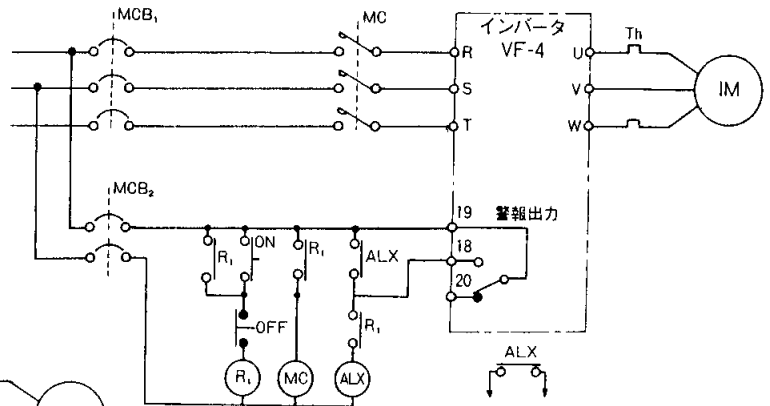 MCB₁
MC
インバータ
VF-4
Th
R
U
S
V
IM
T
W
MCB₂
19 警報出力
R₁
ON
R₁
ALX
18
20
OFF
R₁
R₁
MC
ALX
ALX